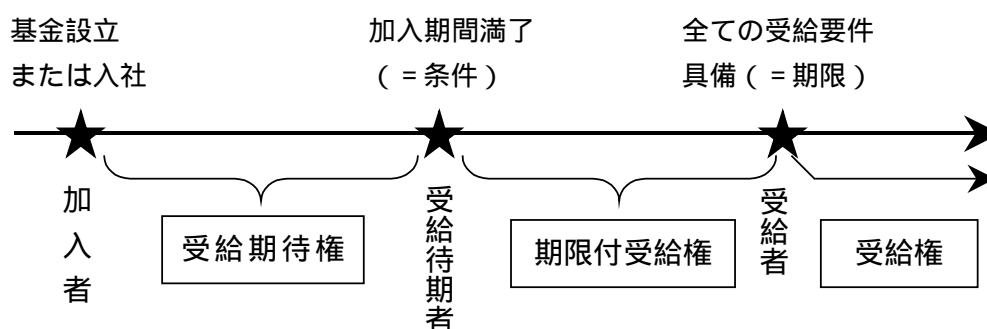 基金設立
または入社
加入期間満了
（＝条件）
全ての受給要件
具備（＝期限）
加入者
受給期待権
受給待期者
期限付受給権
受給者
受給権